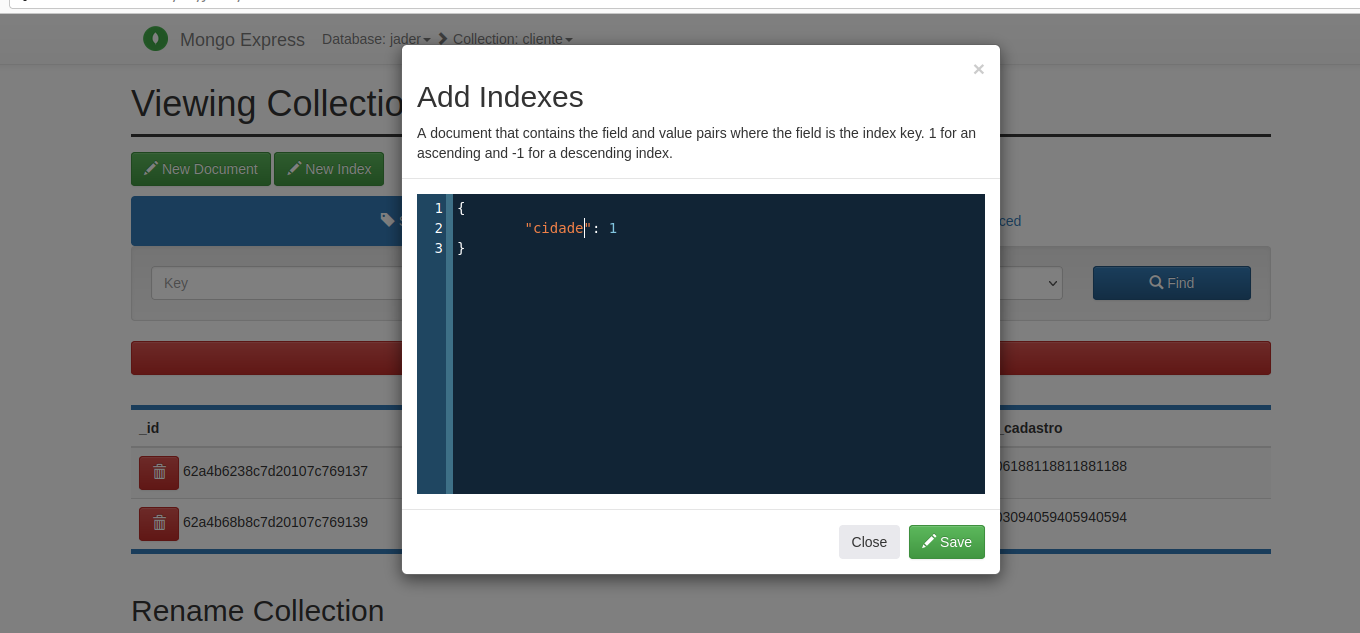 Mongo Express Database: jader Collection: cliente
×
Viewing Collectio
Add Indexes
A document that contains the field and value pairs where the field is the index key. 1 for an
ascending and -1 for a descending index.
New Document New Index
1 {
2 "cidade": 1
3 }
Key
Find
_id
_cadastro
62a4b6238c7d20107c769137
6188118811881188
62a4b68b8c7d20107c769139
3094059405940594
Close Save
Rename Collection